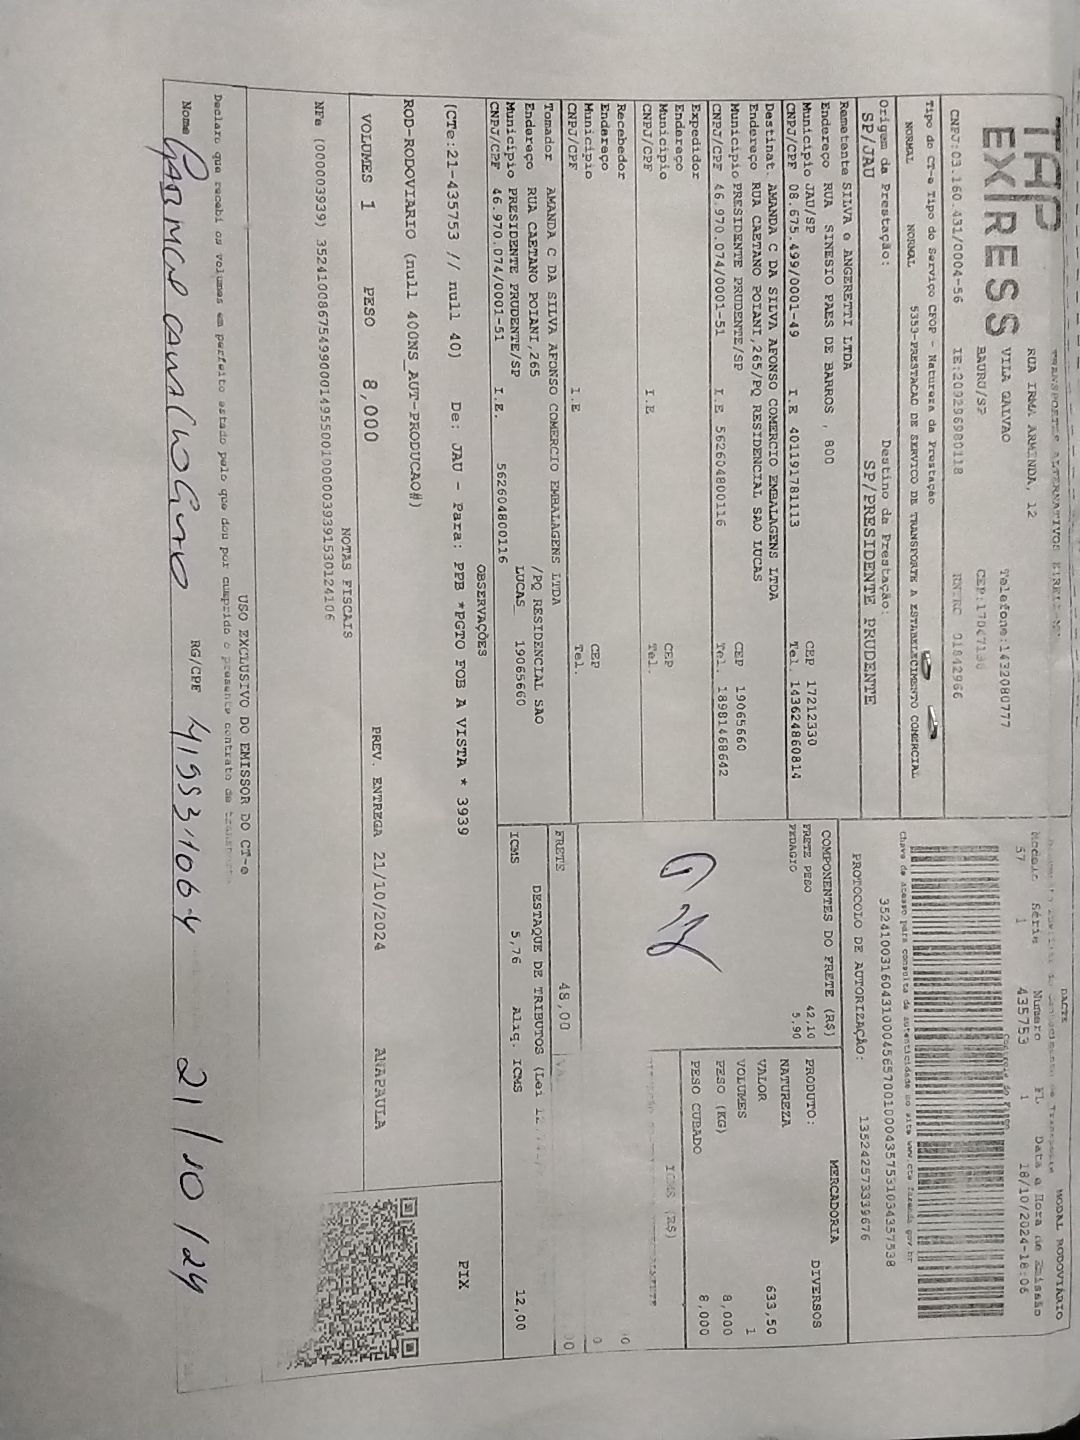 TAP
EXPRESS
TRANSPORTES ALTERNATIVOS EIRELI
RUA IRMA ARMINDA, 12
VILA GALVAO Telefone:1432080777
BAURU/SP CEP:17047136
CNPJ:03.160.431/0004-56 IE:209296980118 RNTRC 01842966
Tipo do CT-e Tipo do Serviço CFOP - Natureza da Prestação
NORMAL NORMAL 5353-PRESTACAO DE SERVICO DE TRANSPORTE A ESTABELECIMENTO COMERCIAL
Origem da Prestação: Destino da Prestação:
SP/JAU SP/PRESIDENTE PRUDENTE
Remetente SILVA e ANGERETTI LTDA
Endereço RUA SINESIO PAES DE BARROS , 800
Município JAU/SP CEP 17212330
CNPJ/CPF 08.675.499/0001-49 I.E 401191781113 Tel. 143624860814
Destinat. AMANDA C DA SILVA AFONSO COMERCIO EMBALAGENS LTDA
Endereço RUA CAETANO POIANI,265/PQ RESIDENCIAL SAO LUCAS
Município PRESIDENTE PRUDENTE/SP CEP 19065660
CNPJ/CPF 46.970.074/0001-51 I.E 562604800116 Tel. 18981468642
Expedidor
Endereço
Município CEP
CNPJ/CPF I.E Tel.
Recebedor
Endereço
Município CEP
CNPJ/CPF I.E Tel.
Tomador AMANDA C DA SILVA AFONSO COMERCIO EMBALAGENS LTDA
Endereço RUA CAETANO POIANI,265 /PQ RESIDENCIAL SAO
Município PRESIDENTE PRUDENTE/SP LUCAS 19065660
CNPJ/CPF 46.970.074/0001-51 I.E. 562604800116
DACTE MODAL RODOVIÁRIO
Modelo Série Numero FL Data e Hora de Emissão
57 1 435753 1 18/10/2024-18:06
Controle do Fisco
Chave de acesso para consulta de autenticidade no site www.cte.fazenda.gov.br
35241003160431000456570010004357531034357538
PROTOCOLO DE AUTORIZAÇÃO: 135242573339676
COMPONENTES DO FRETE (R$)
FRETE PESO 42,10
PEDAGIO 5,90
PRODUTO: MERCADORIA
NATUREZA DIVERSOS
VALOR 633,50
VOLUMES 1
PESO (KG) 8,000
PESO CUBADO 8,000
ICMS (R$)
FRETE 48,00
DESTAQUE DE TRIBUTOS (Lei
ICMS 5,76 Aliq. ICMS 12,00
OBSERVAÇÕES
(CTe:21-435753 // null 40) De: JAU - Para: PPB *PGTO FOB A VISTA * 3939
ROD-RODOVIARIO (null 400NS_AUT-PRODUCAO#)
PIX
VOLUMES 1 PESO 8,000 PREV. ENTREGA 21/10/2024 ANAPAULA
NOTAS FISCAIS
NFe (000003939) 35241008675499000149550010000039391530124106
USO EXCLUSIVO DO EMISSOR DO CT-e
Declaro que recebi os volumes em perfeito estado pelo que dou por cumprido o presente contrato de transporte
Nome RG/CPF 419931064 21/10/24